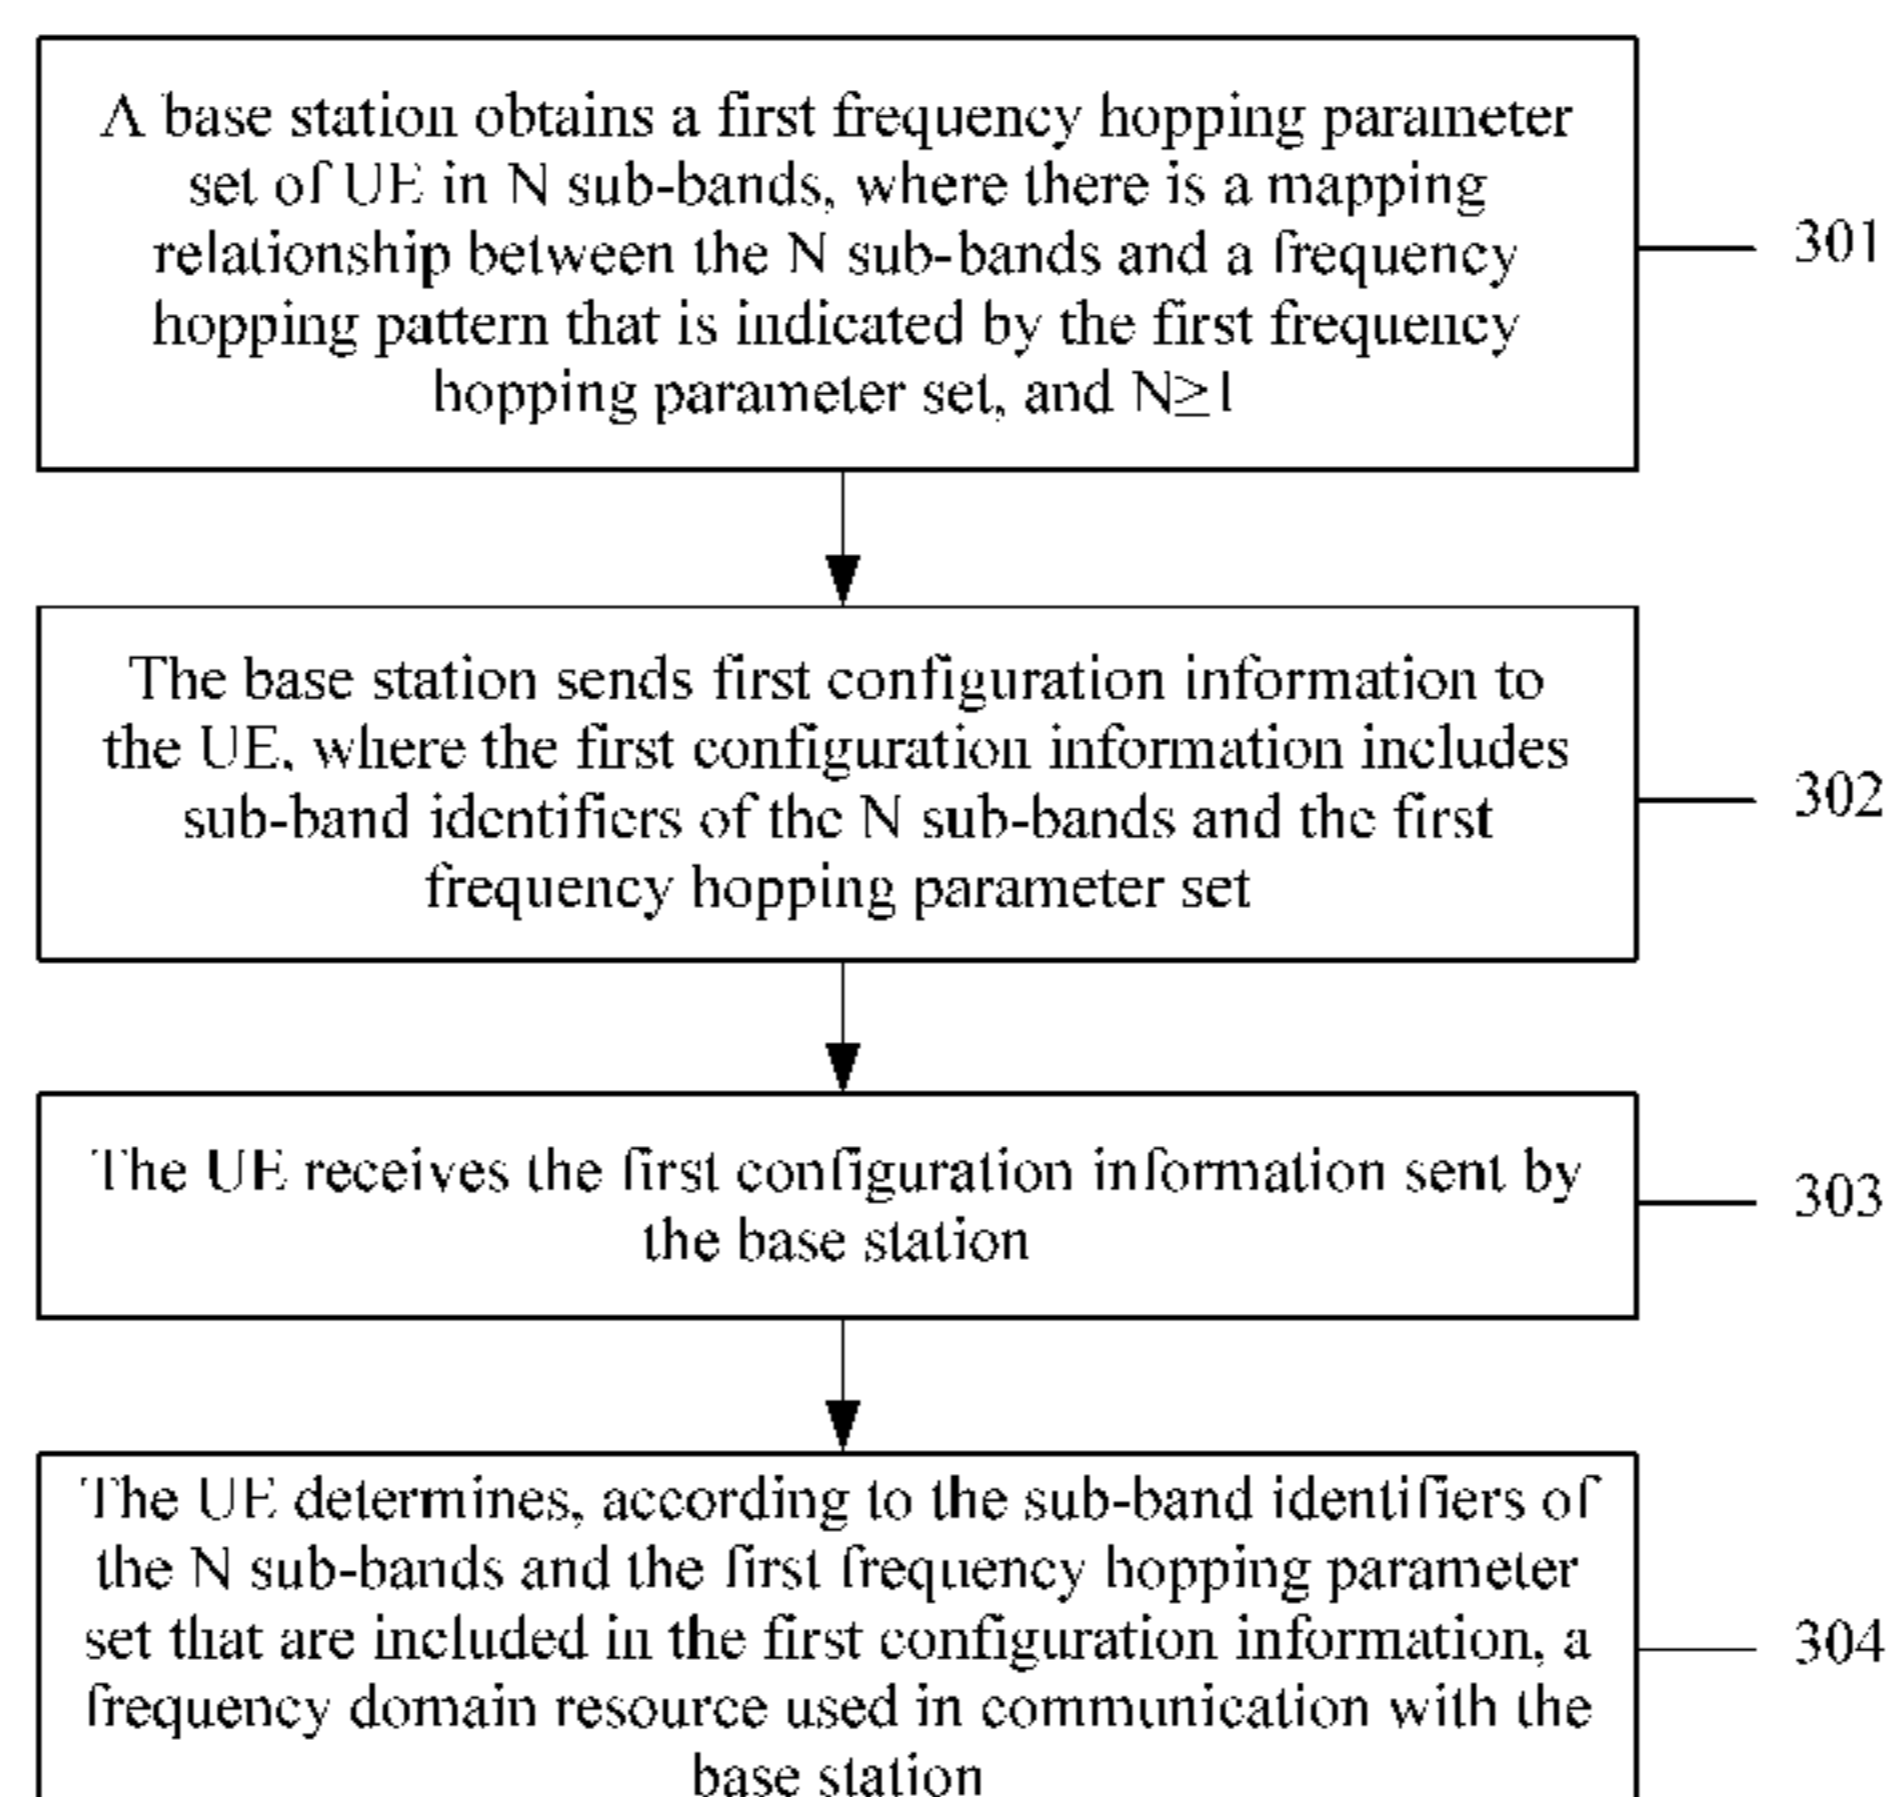 A base station obtains a first frequency hopping parameter
set of UE in N sub-bands, where there is a mapping
relationship between the N sub-bands and a frequency
hopping pattern that is indicated by the first frequency
hopping parameter set, and N≥1
301
The base station sends first configuration information to
the UE, where the first configuration information includes
sub-band identifiers of the N sub-bands and the first
frequency hopping parameter set
302
The UE receives the first configuration information sent by
the base station
303
The UE determines, according to the sub-band identifiers of
the N sub-bands and the first frequency hopping parameter
set that are included in the first configuration information, a
frequency domain resource used in communication with the
base station
304